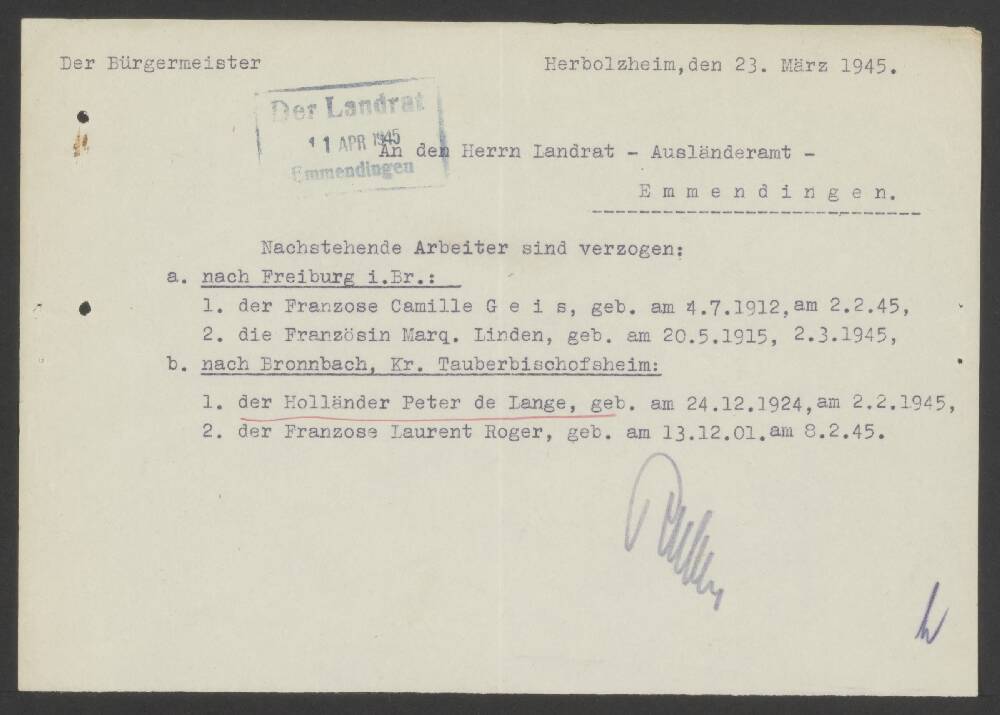 Der Bürgermeister
Herbolzheim, den 23. März 1945.
Der Landrat
11 APR 1945
Emmendingen
An den Herrn Landrat - Ausländeramt -
E m m e n d i n g e n.
Nachstehende Arbeiter sind verzogen:
a. nach Freiburg i.Br.:
1. der Franzose Camille G e i s, geb. am 4.7.1912, am 2.2.45,
2. die Französin Marq. Linden, geb. am 20.5.1915, 2.3.1945,
b. nach Bronnbach, Kr. Tauberbischofsheim:
1. der Holländer Peter de Lange, geb. am 24.12.1924, am 2.2.1945,
2. der Franzose Laurent Roger, geb. am 13.12.01. am 8.2.45.